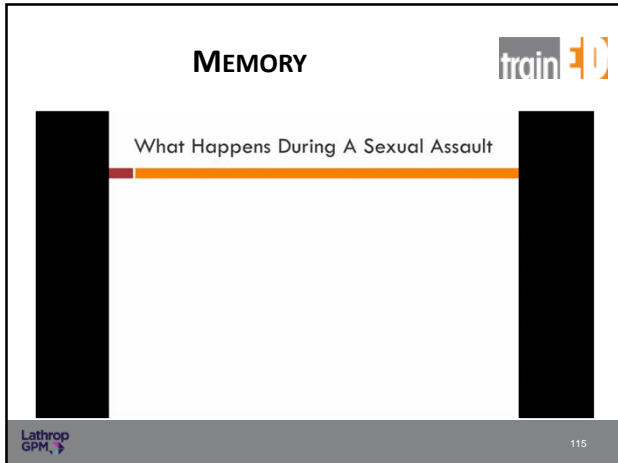 MEMORY
trainED
What Happens During A Sexual Assault
Lathrop
GPM
115